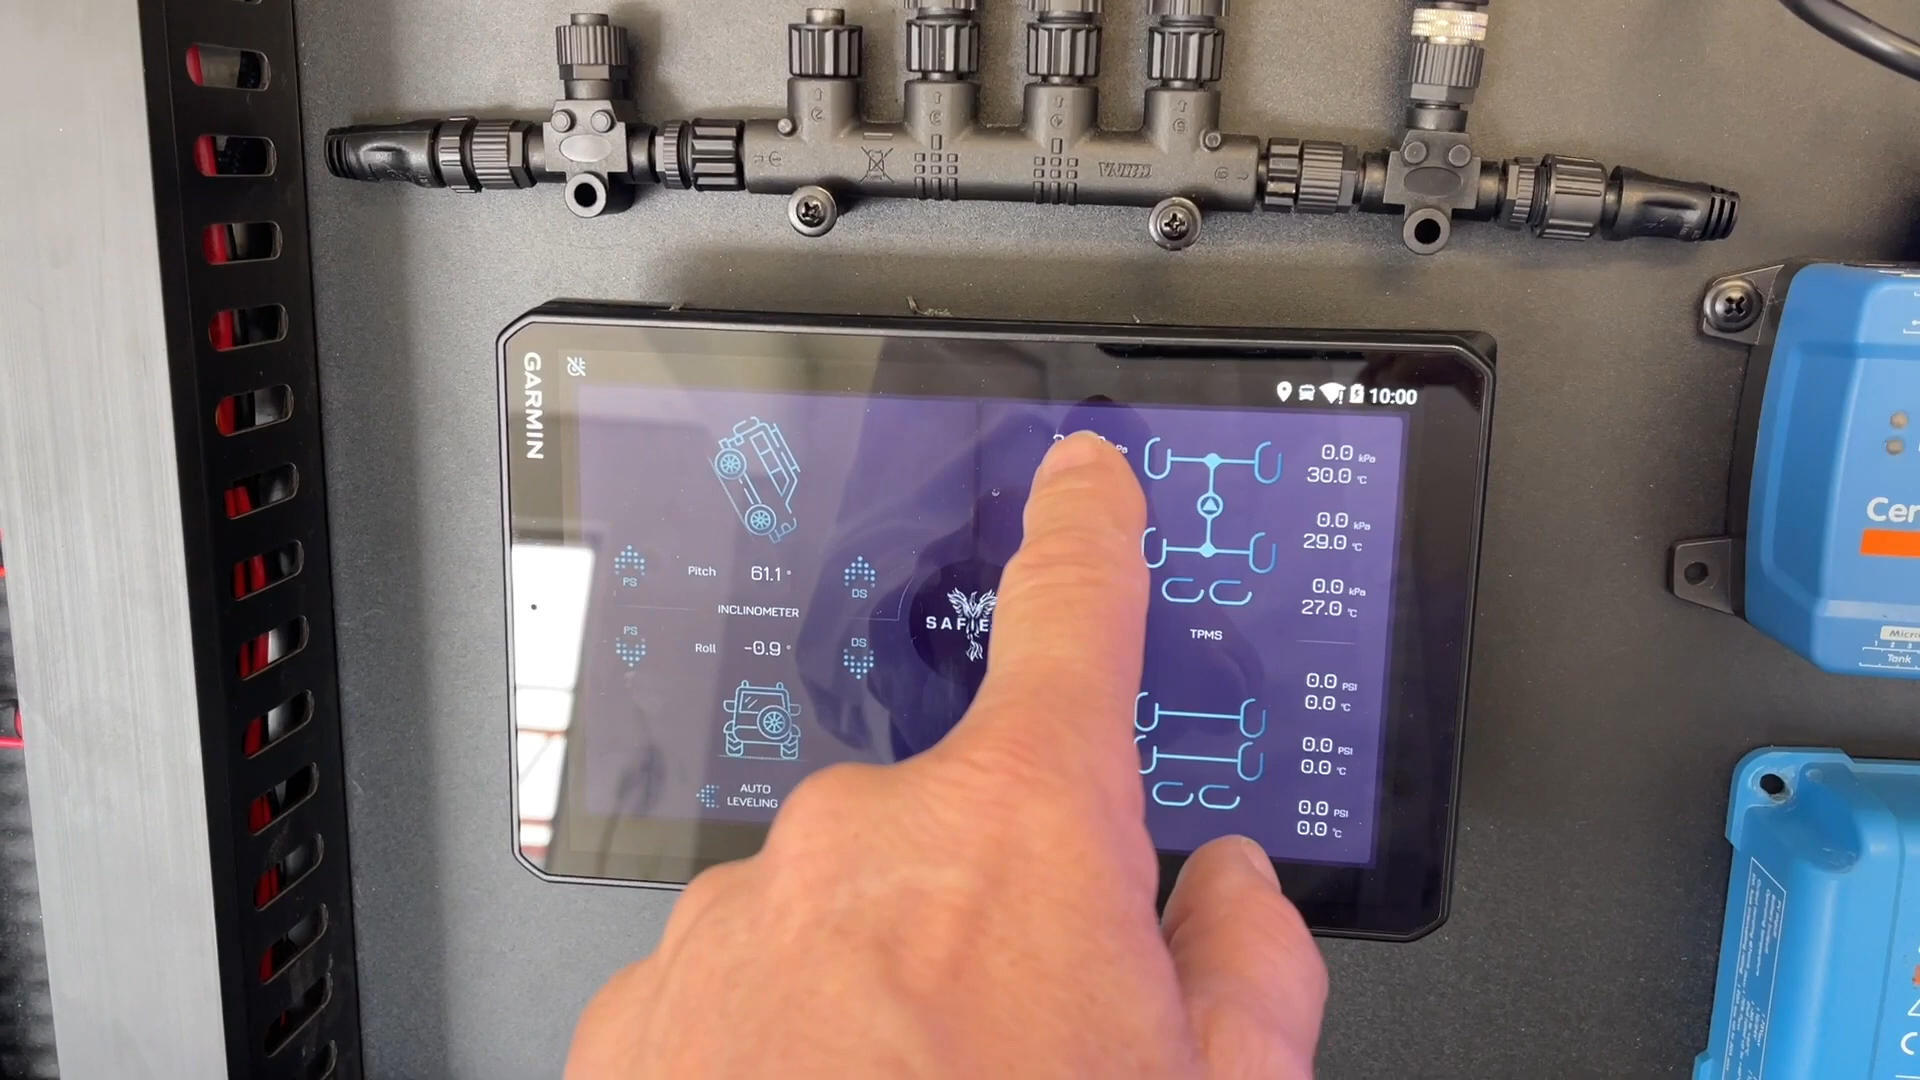 CHINA
GARMIN
10:00
0.0 kPa
30.0 °C
0.0 kPa
29.0 °C
0.0 kPa
27.0 °C
TPMS
0.0 PSI
0.0 °C
0.0 PSI
0.0 °C
0.0 PSI
0.0 °C
PS
Pitch 61.1 °
DS
INCLINOMETER
PS
Roll -0.9 °
DS
AUTO
LEVELING
Tank